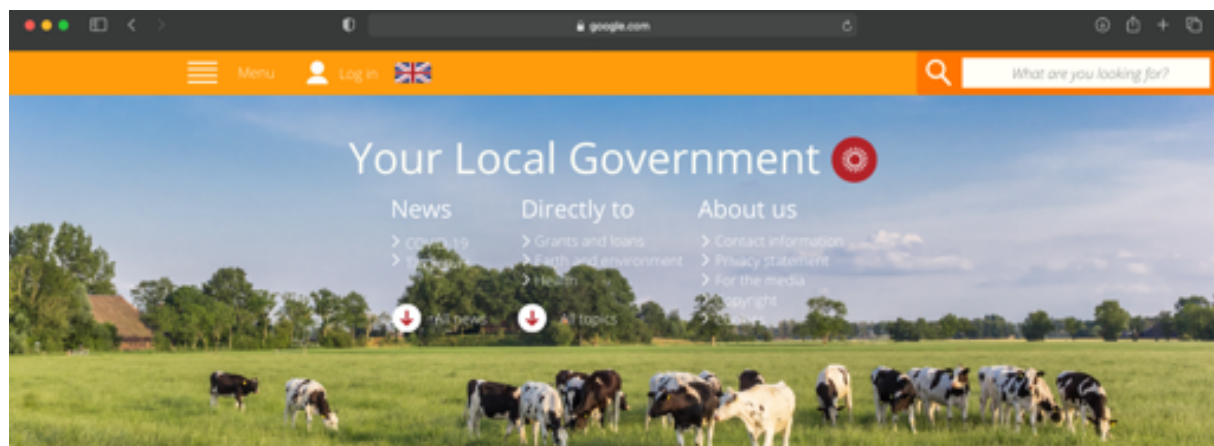 google.com
Menu
Log in
What are you looking for?
Your Local Government
News
COVID-19
All news
Directly to
Grants and loans
Earth and environment
Health
All topics
About us
Contact information
Privacy statement
For the media
Copyright